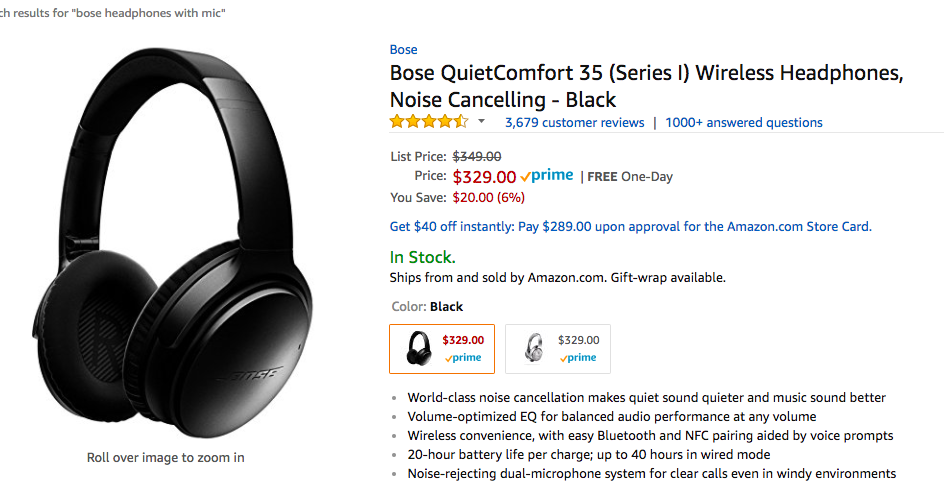 ch results for "bose headphones with mic"
Bose
Bose QuietComfort 35 (Series I) Wireless Headphones,
Noise Cancelling - Black
3,679 customer reviews | 1000+ answered questions
List Price: $349.00
Price: $329.00 prime | FREE One-Day
You Save: $20.00 (6%)
Get $40 off instantly: Pay $289.00 upon approval for the Amazon.com Store Card.
In Stock.
Ships from and sold by Amazon.com. Gift-wrap available.
Color: Black
$329.00 $329.00
prime prime
• World-class noise cancellation makes quiet sound quieter and music sound better
• Volume-optimized EQ for balanced audio performance at any volume
• Wireless convenience, with easy Bluetooth and NFC pairing aided by voice prompts
• 20-hour battery life per charge; up to 40 hours in wired mode
• Noise-rejecting dual-microphone system for clear calls even in windy environments
R
BOSE
Roll over image to zoom in